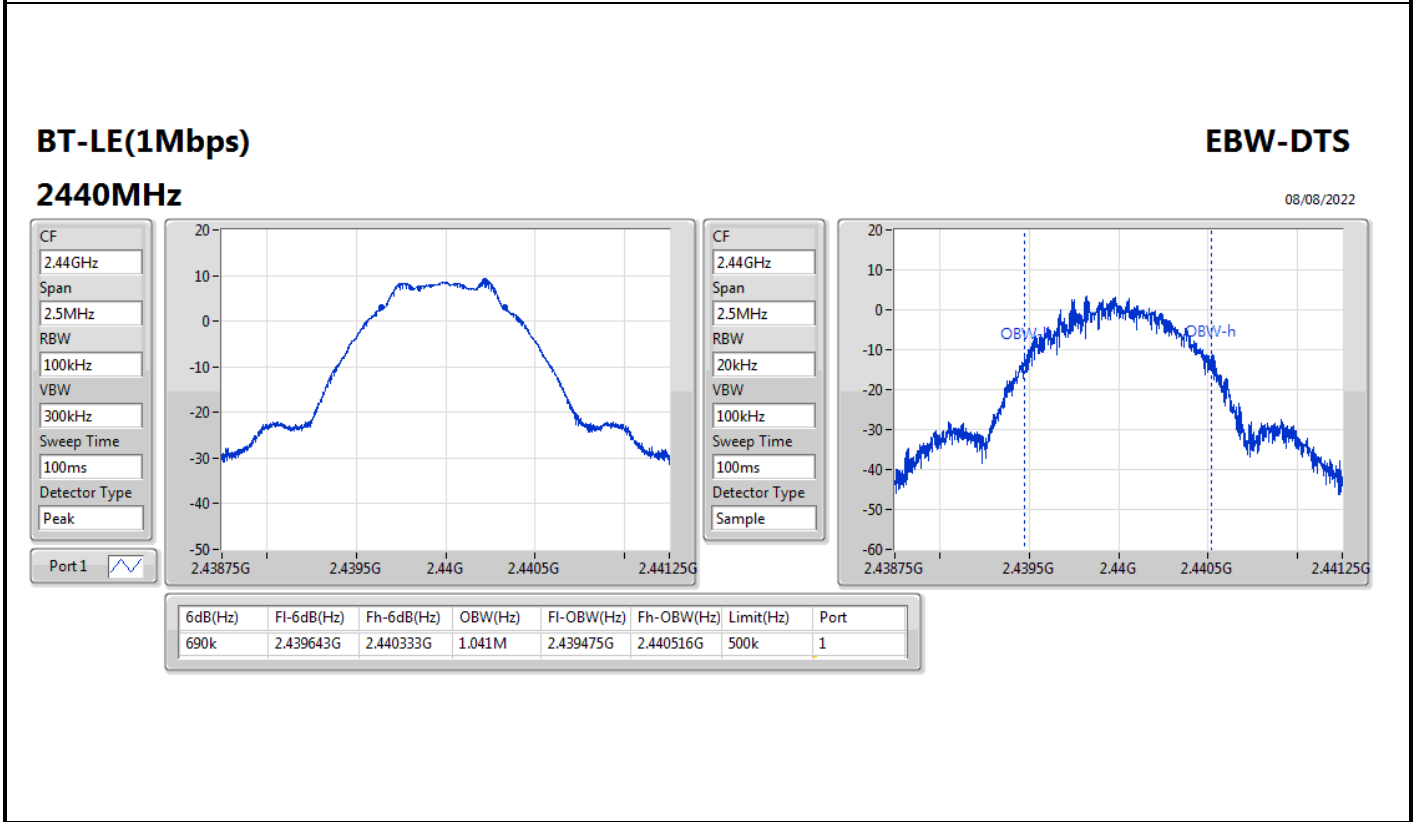 BT-LE(1Mbps)
EBW-DTS
2440MHz
08/08/2022
CF
2.44GHz
Span
2.5MHz
RBW
100kHz
VBW
300kHz
Sweep Time
100ms
Detector Type
Peak
Port 1
20
10
0
-10
-20
-30
-40
-50
2.43875G 2.4395G 2.44G 2.4405G 2.44125G
CF
2.44GHz
Span
2.5MHz
RBW
20kHz
VBW
100kHz
Sweep Time
100ms
Detector Type
Sample
20
10
0
-10
-20
-30
-40
-50
-60
OBW-l OBW-h
2.43875G 2.4395G 2.44G 2.4405G 2.44125G
6dB(Hz) Fl-6dB(Hz) Fh-6dB(Hz) OBW(Hz) Fl-OBW(Hz) Fh-OBW(Hz) Limit(Hz) Port
690k 2.439643G 2.440333G 1.041M 2.439475G 2.440516G 500k 1